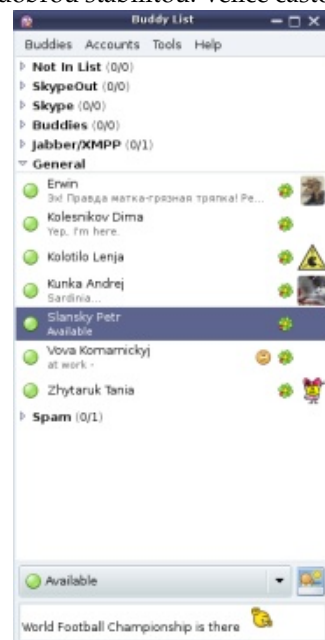 Buddy List
Buddies Accounts Tools Help
Not In List (0/0)
SkypeOut (0/0)
Skype (0/0)
Buddies (0/0)
Jabber/XMPP (0/1)
General
Erwin
Эх! Правда матка-грязная тряпка! Ре...
Kolesnikov Dima
Yep, I'm here.
Kolotilo Lenja
Kunka Andrej
Sardinia...
Slansky Petr
Available
Vova Komarnickyj
at work -
Zhytaruk Tania
Spam (0/1)
Available
World Football Championship is there